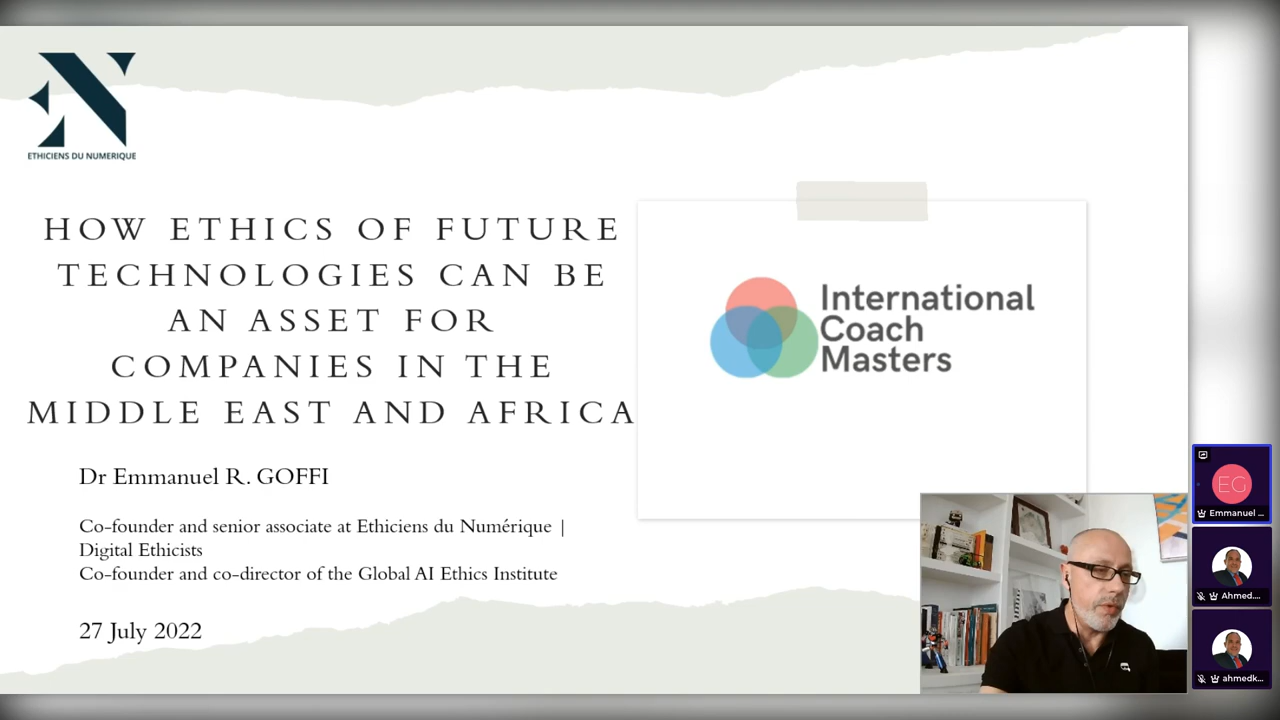 ETHICIENS DU NUMERIQUE
HOW ETHICS OF FUTURE
TECHNOLOGIES CAN BE
AN ASSET FOR
COMPANIES IN THE
MIDDLE EAST AND AFRICA
Dr Emmanuel R. GOFFI
Co-founder and senior associate at Ethiciens du Numérique |
Digital Ethicists
Co-founder and co-director of the Global AI Ethics Institute
27 July 2022
International
Coach
Masters
EG
Emmanuel ...
Ahmed....
ahmedk...